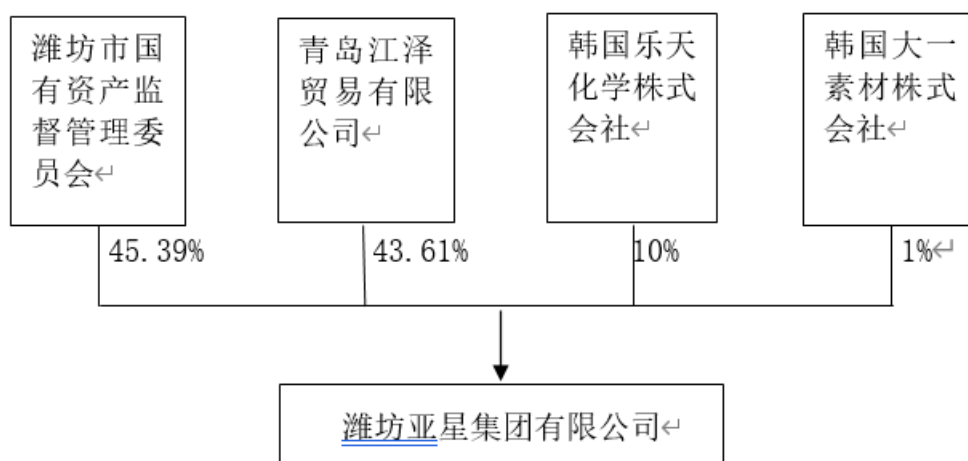 潍坊市国
有资产监
督管理委
员会
青岛江泽
贸易有限
公司
韩国乐天
化学株式
会社
韩国大一
素材株式
会社
45.39%
43.61%
10%
1%
潍坊亚星集团有限公司